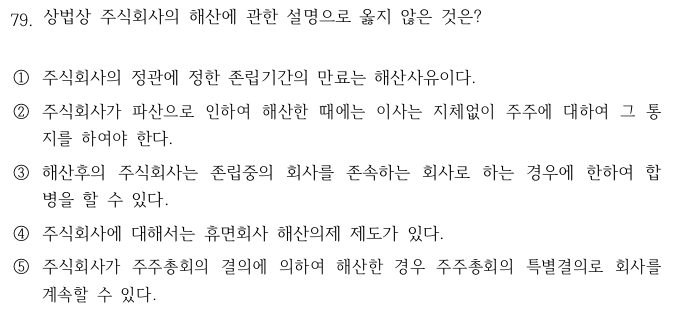 79. 상법상 주식회사의 해산에 관한 설명으로 옳지 않은 것은?
① 주식회사의 정관에 정한 존립기간의 만료는 해산사유이다.
② 주식회사가 파산으로 인하여 해산한 때에는 이사는 지체없이 주주에 대하여 그 통
지를 하여야 한다.
③ 해산후의 주식회사는 존립중의 회사를 존속하는 회사로 하는 경우에 한하여 합
병을 할 수 있다.
④ 주식회사에 대해서는 휴면회사 해산의제 제도가 있다.
⑤ 주식회사가 주주총회의 결의에 의하여 해산한 경우 주주총회의 특별결의로 회사를
계속할 수 있다.